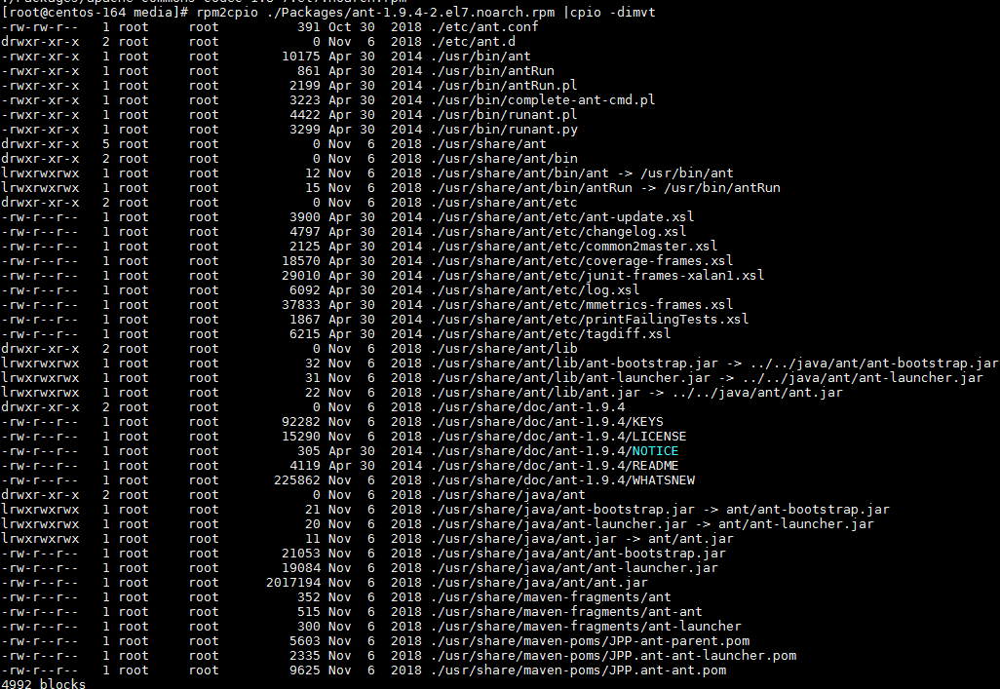 [root@centos-164 media]# rpm2cpio ./Packages/ant-1.9.4-2.el7.noarch.rpm |cpio -dimvt
-rw-rw-r-- 1 root root 391 Oct 30 2018 ./etc/ant.conf
drwxr-xr-x 2 root root 0 Nov 6 2018 ./etc/ant.d
-rwxr-xr-x 1 root root 10175 Apr 30 2014 ./usr/bin/ant
-rwxr-xr-x 1 root root 861 Apr 30 2014 ./usr/bin/antRun
-rwxr-xr-x 1 root root 2199 Apr 30 2014 ./usr/bin/antRun.pl
-rwxr-xr-x 1 root root 3223 Apr 30 2014 ./usr/bin/complete-ant-cmd.pl
-rwxr-xr-x 1 root root 4422 Apr 30 2014 ./usr/bin/runant.pl
-rwxr-xr-x 1 root root 3299 Apr 30 2014 ./usr/bin/runant.py
drwxr-xr-x 5 root root 0 Nov 6 2018 ./usr/share/ant
drwxr-xr-x 2 root root 0 Nov 6 2018 ./usr/share/ant/bin
lrwxrwxrwx 1 root root 12 Nov 6 2018 ./usr/share/ant/bin/ant -> /usr/bin/ant
lrwxrwxrwx 1 root root 15 Nov 6 2018 ./usr/share/ant/bin/antRun -> /usr/bin/antRun
drwxr-xr-x 2 root root 0 Nov 6 2018 ./usr/share/ant/etc
-rw-r--r-- 1 root root 3900 Apr 30 2014 ./usr/share/ant/etc/ant-update.xsl
-rw-r--r-- 1 root root 4797 Apr 30 2014 ./usr/share/ant/etc/changelog.xsl
-rw-r--r-- 1 root root 2125 Apr 30 2014 ./usr/share/ant/etc/common2master.xsl
-rw-r--r-- 1 root root 18570 Apr 30 2014 ./usr/share/ant/etc/coverage-frames.xsl
-rw-r--r-- 1 root root 29010 Apr 30 2014 ./usr/share/ant/etc/junit-frames-xalan1.xsl
-rw-r--r-- 1 root root 6092 Apr 30 2014 ./usr/share/ant/etc/log.xsl
-rw-r--r-- 1 root root 37833 Apr 30 2014 ./usr/share/ant/etc/mmetrics-frames.xsl
-rw-r--r-- 1 root root 1867 Apr 30 2014 ./usr/share/ant/etc/printFailingTests.xsl
-rw-r--r-- 1 root root 6215 Apr 30 2014 ./usr/share/ant/etc/tagdiff.xsl
drwxr-xr-x 2 root root 0 Nov 6 2018 ./usr/share/ant/lib
lrwxrwxrwx 1 root root 32 Nov 6 2018 ./usr/share/ant/lib/ant-bootstrap.jar -> ../../java/ant/ant-bootstrap.jar
lrwxrwxrwx 1 root root 31 Nov 6 2018 ./usr/share/ant/lib/ant-launcher.jar -> ../../java/ant/ant-launcher.jar
lrwxrwxrwx 1 root root 22 Nov 6 2018 ./usr/share/ant/lib/ant.jar -> ../../java/ant/ant.jar
drwxr-xr-x 2 root root 0 Nov 6 2018 ./usr/share/doc/ant-1.9.4
-rw-r--r-- 1 root root 92282 Nov 6 2018 ./usr/share/doc/ant-1.9.4/KEYS
-rw-r--r-- 1 root root 15290 Nov 6 2018 ./usr/share/doc/ant-1.9.4/LICENSE
-rw-r--r-- 1 root root 305 Apr 30 2014 ./usr/share/doc/ant-1.9.4/NOTICE
-rw-r--r-- 1 root root 4119 Apr 30 2014 ./usr/share/doc/ant-1.9.4/README
-rw-r--r-- 1 root root 225862 Nov 6 2018 ./usr/share/doc/ant-1.9.4/WHATSNEW
drwxr-xr-x 2 root root 0 Nov 6 2018 ./usr/share/java/ant
lrwxrwxrwx 1 root root 21 Nov 6 2018 ./usr/share/java/ant-bootstrap.jar -> ant/ant-bootstrap.jar
lrwxrwxrwx 1 root root 20 Nov 6 2018 ./usr/share/java/ant-launcher.jar -> ant/ant-launcher.jar
lrwxrwxrwx 1 root root 11 Nov 6 2018 ./usr/share/java/ant.jar -> ant/ant.jar
-rw-r--r-- 1 root root 21053 Nov 6 2018 ./usr/share/java/ant/ant-bootstrap.jar
-rw-r--r-- 1 root root 19084 Nov 6 2018 ./usr/share/java/ant/ant-launcher.jar
-rw-r--r-- 1 root root 2017194 Nov 6 2018 ./usr/share/java/ant/ant.jar
-rw-r--r-- 1 root root 352 Nov 6 2018 ./usr/share/maven-fragments/ant
-rw-r--r-- 1 root root 515 Nov 6 2018 ./usr/share/maven-fragments/ant-ant
-rw-r--r-- 1 root root 300 Nov 6 2018 ./usr/share/maven-fragments/ant-launcher
-rw-r--r-- 1 root root 5603 Nov 6 2018 ./usr/share/maven-poms/JPP-ant-parent.pom
-rw-r--r-- 1 root root 2335 Nov 6 2018 ./usr/share/maven-poms/JPP.ant-ant-launcher.pom
-rw-r--r-- 1 root root 9625 Nov 6 2018 ./usr/share/maven-poms/JPP.ant-ant.pom
4992 blocks